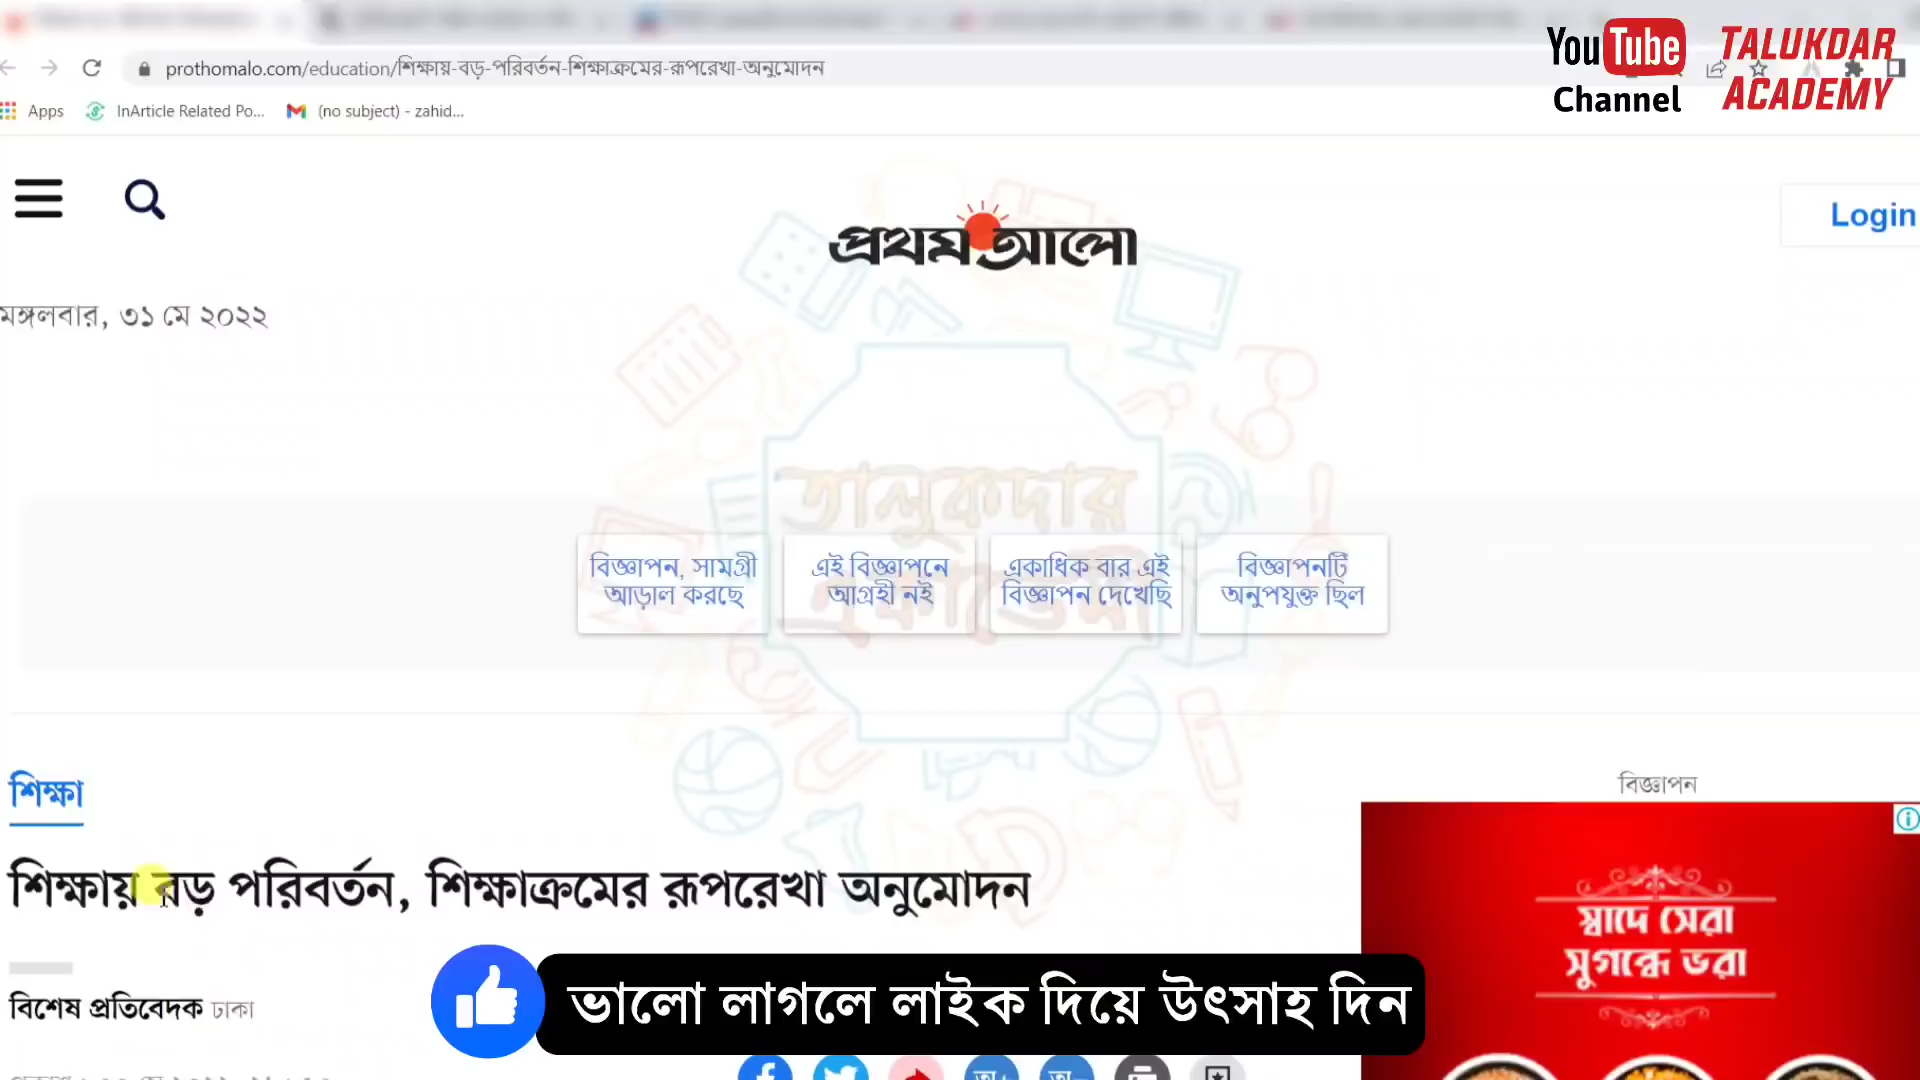 YouTube
Channel
TALUKDAR
ACADEMY
prothomalo.com/education/শিক্ষায়-বড়-পরিবর্তন-শিক্ষাক্রমের-রূপরেখা-অনুমোদন
Apps
InArticle Related Po...
(no subject) - zahid...
প্রথম আলো
Login
মঙ্গলবার, ৩১ মে ২০২২
তালুকদার
একাডেমী
বিজ্ঞাপন, সামগ্রী
আড়াল করছে
এই বিজ্ঞাপনে
আগ্রহী নই
একাধিক বার এই
বিজ্ঞাপন দেখেছি
বিজ্ঞাপনটি
অনুপযুক্ত ছিল
শিক্ষা
বিজ্ঞাপন
শিক্ষায় বড় পরিবর্তন, শিক্ষাক্রমের রূপরেখা অনুমোদন
স্বাদে সেরা
সুগন্ধে ভরা
বিশেষ প্রতিবেদক ঢাকা
ভালো লাগলে লাইক দিয়ে উৎসাহ দিন